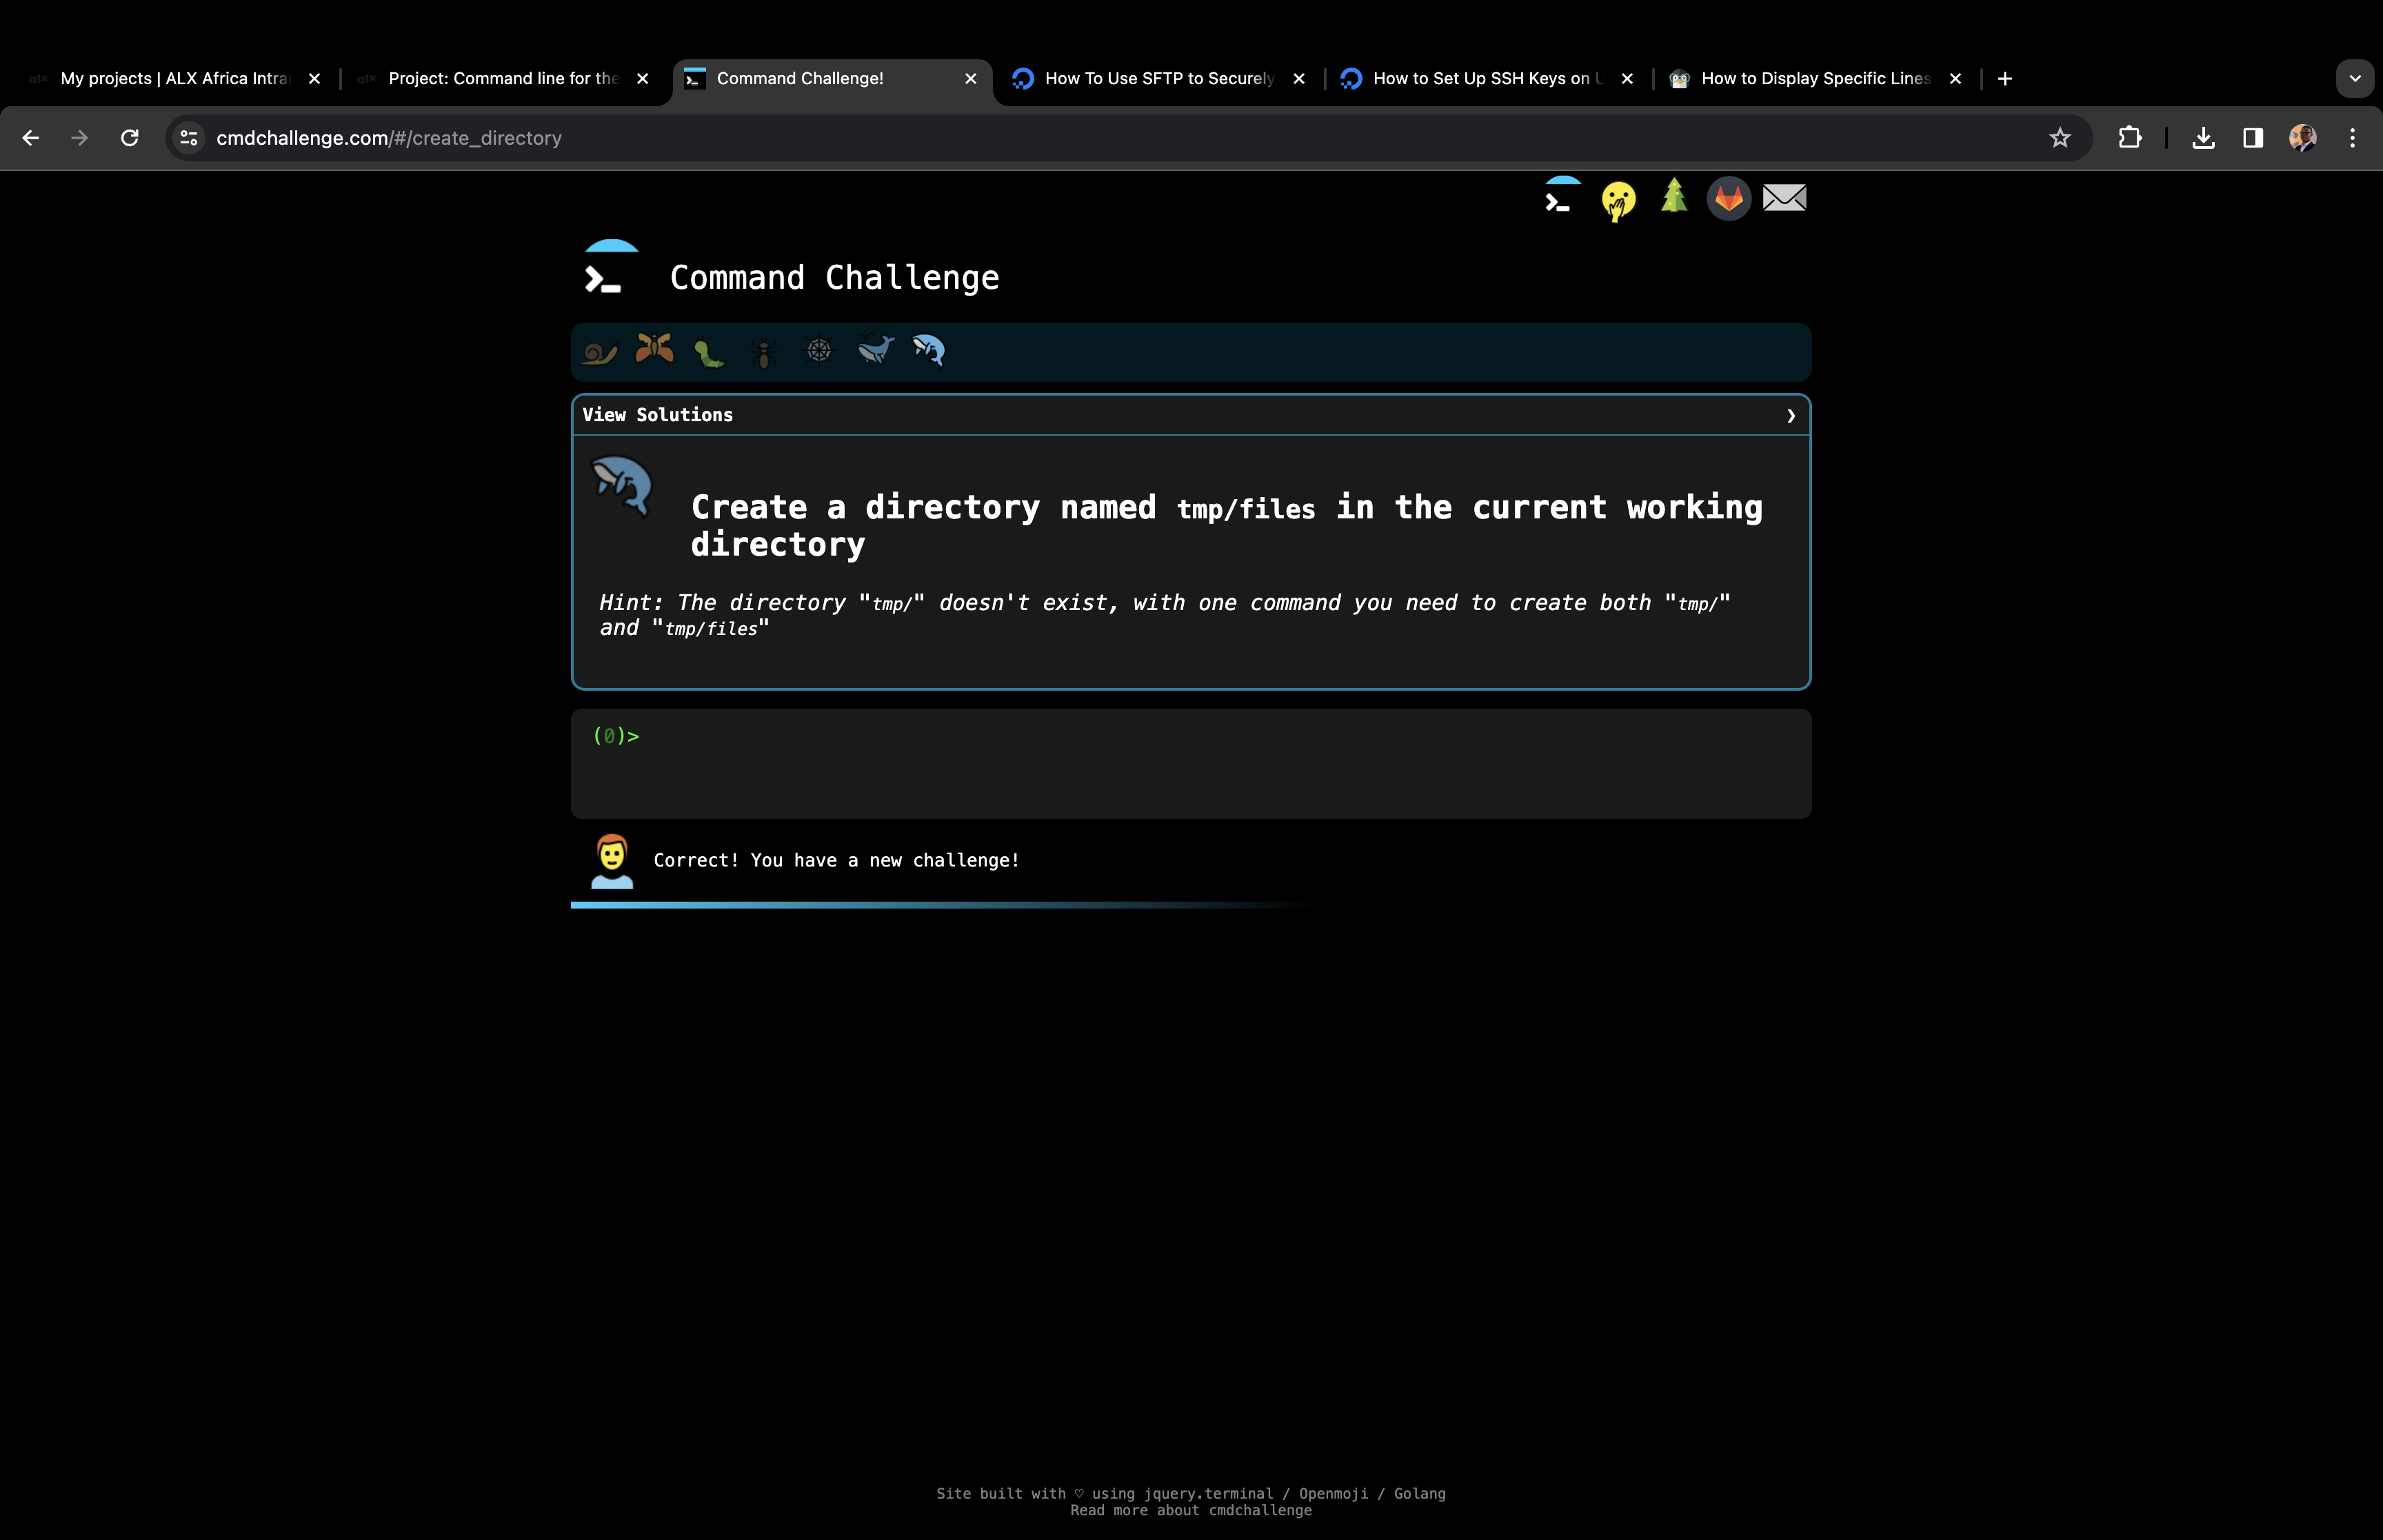 My projects | ALX Africa Intra
Project: Command line for the
Command Challenge!
How To Use SFTP to Securely
How to Set Up SSH Keys on U
How to Display Specific Lines
cmdchallenge.com/#/create_directory
Command Challenge
View Solutions
Create a directory named tmp/files in the current working
directory
Hint: The directory "tmp/" doesn't exist, with one command you need to create both "tmp/"
and "tmp/files"
(0)>
Correct! You have a new challenge!
Site built with ♡ using jquery.terminal / Openmoji / Golang
Read more about cmdchallenge